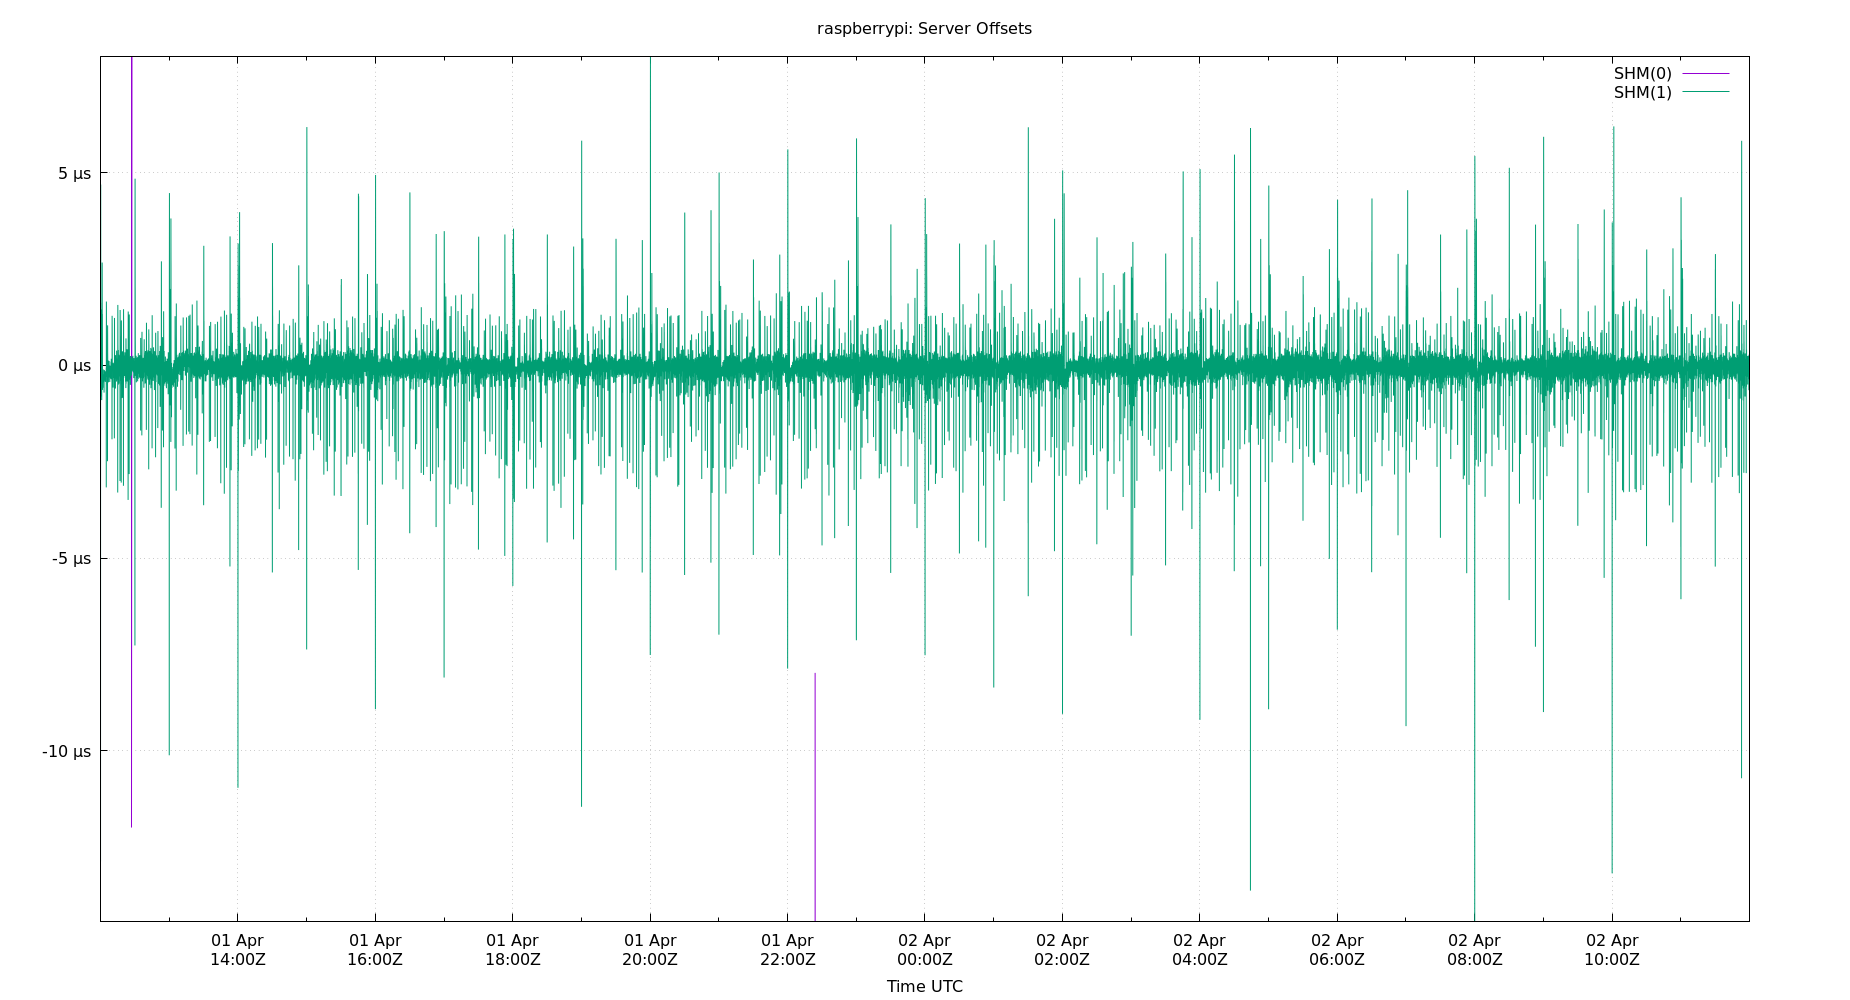 raspberrypi: Server Offsets
SHM(0)
SHM(1)
5 µs
0 µs
-5 µs
-10 µs
01 Apr 01 Apr 01 Apr 01 Apr 01 Apr 02 Apr 02 Apr 02 Apr 02 Apr 02 Apr 02 Apr
14:00Z 16:00Z 18:00Z 20:00Z 22:00Z 00:00Z 02:00Z 04:00Z 06:00Z 08:00Z 10:00Z
Time UTC